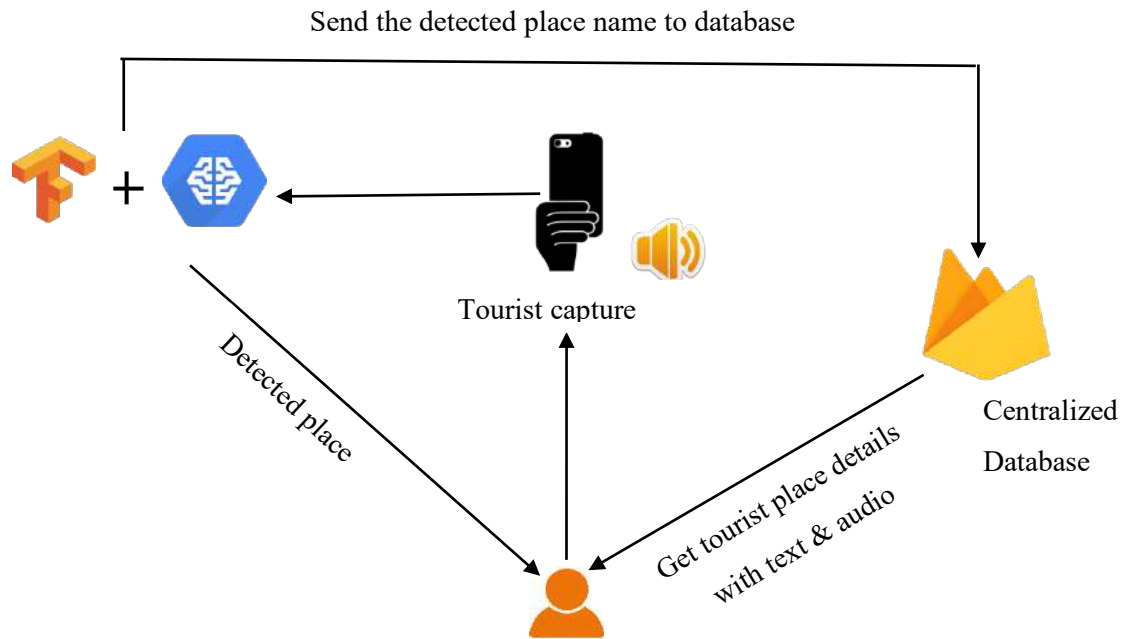 Send the detected place name to database
+
Tourist capture
Detected place
Centralized
Database
Get tourist place details
with text & audio